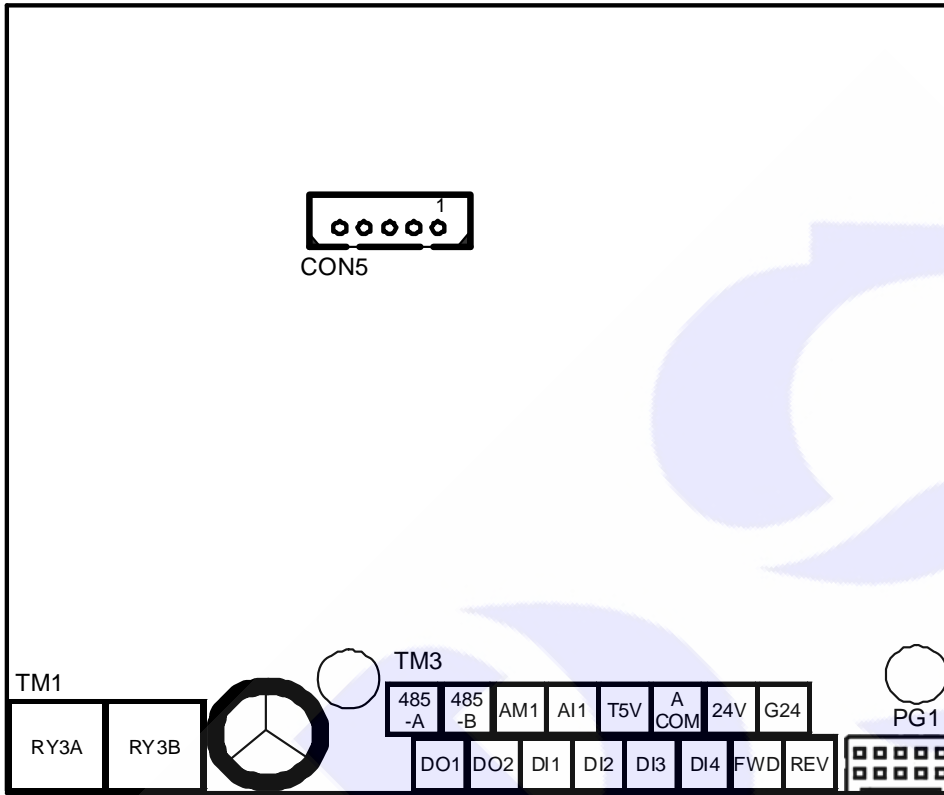 1
CON5
TM1
TM3
PG1
485 -A
485 -B
AM1
AI1
T5V
A COM
24V
G24
RY3A
RY3B
DO1
DO2
DI1
DI2
DI3
DI4
FWD
REV